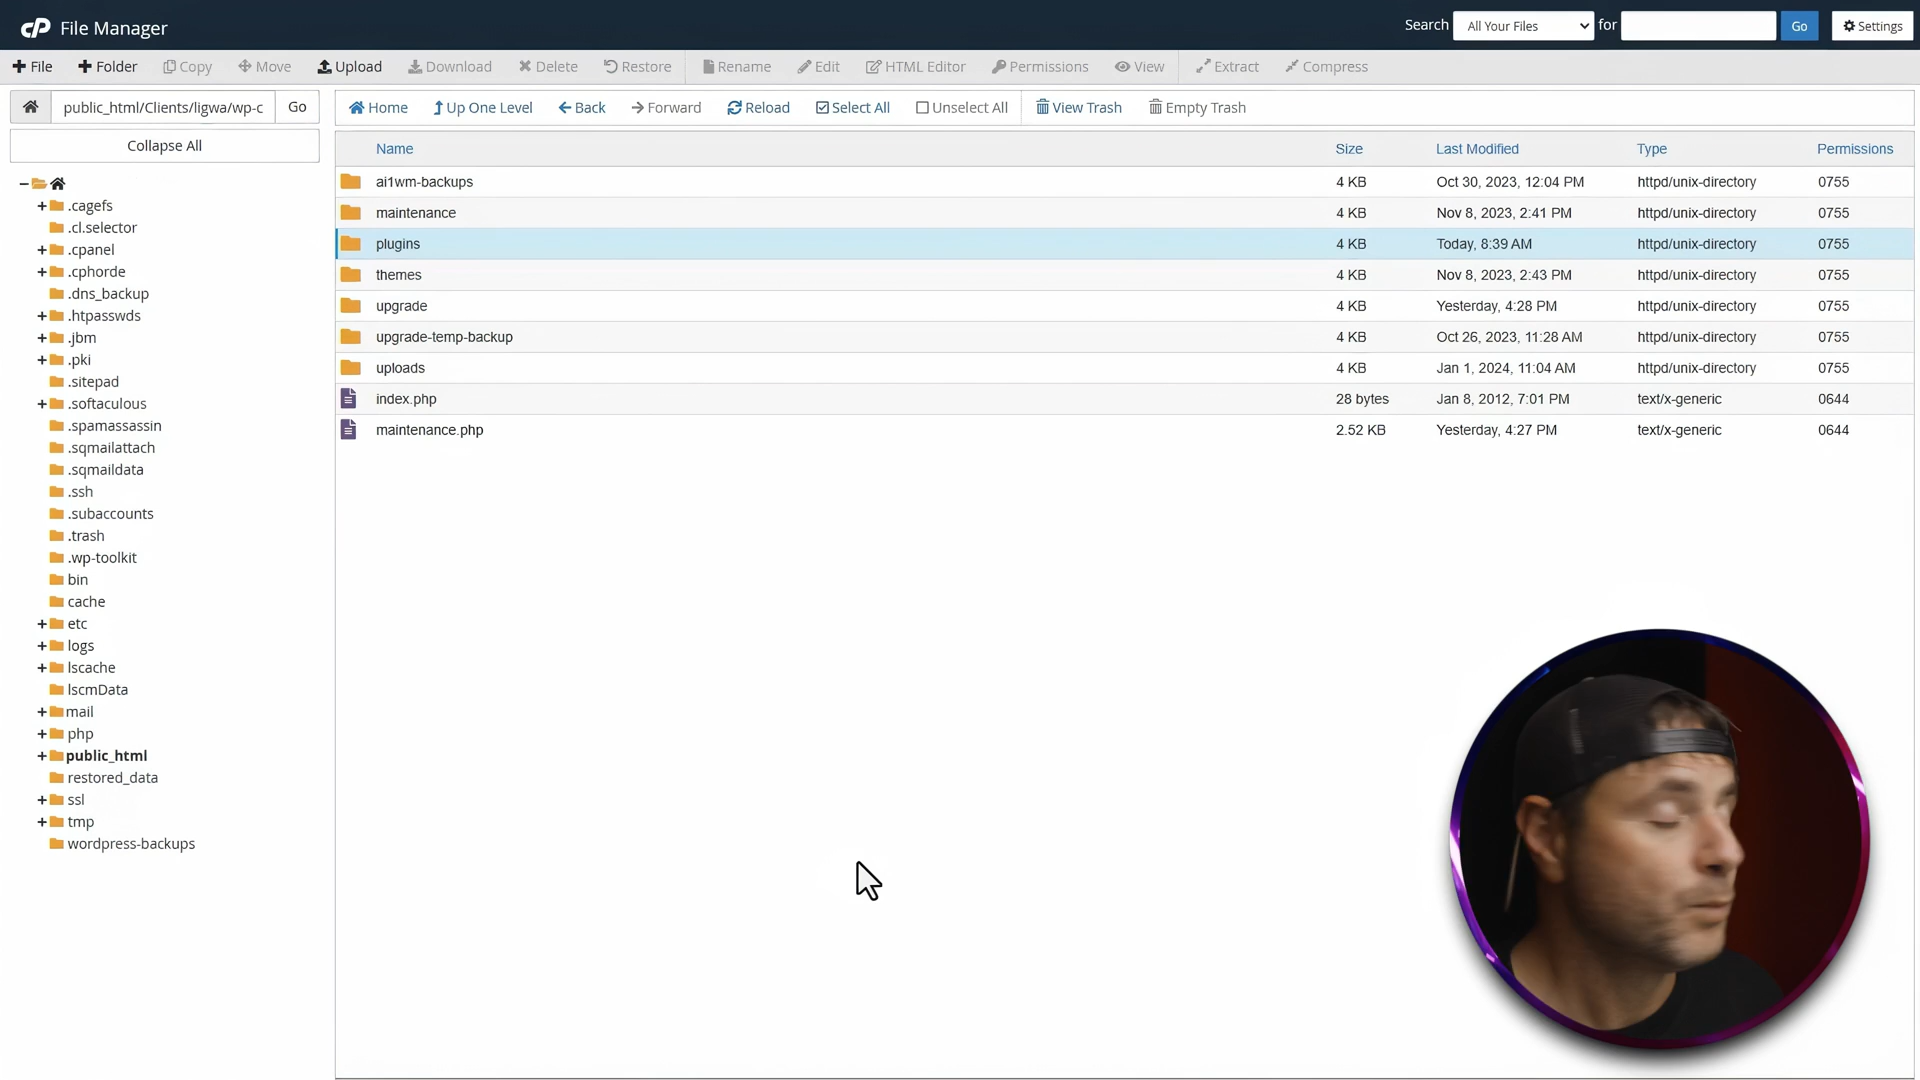 cP File Manager
Search All Your Files for Go Settings
File Folder Copy Move Upload Download Delete Restore Rename Edit HTML Editor Permissions View Extract Compress
public_html/Clients/ligwa/wp-c Go
Home Up One Level Back Forward Reload Select All Unselect All View Trash Empty Trash
Collapse All
.cagefs
.cl.selector
.cpanel
.cphorde
.dns_backup
.htpasswds
.jbm
.pki
.sitepad
.softaculous
.spamassassin
.sqmailattach
.sqmaildata
.ssh
.subaccounts
.trash
.wp-toolkit
bin
cache
etc
logs
lscache
lscmData
mail
php
public_html
restored_data
ssl
tmp
wordpress-backups
Name Size Last Modified Type Permissions
ai1wm-backups 4 KB Oct 30, 2023, 12:04 PM httpd/unix-directory 0755
maintenance 4 KB Nov 8, 2023, 2:41 PM httpd/unix-directory 0755
plugins 4 KB Today, 8:39 AM httpd/unix-directory 0755
themes 4 KB Nov 8, 2023, 2:43 PM httpd/unix-directory 0755
upgrade 4 KB Yesterday, 4:28 PM httpd/unix-directory 0755
upgrade-temp-backup 4 KB Oct 26, 2023, 11:28 AM httpd/unix-directory 0755
uploads 4 KB Jan 1, 2024, 11:04 AM httpd/unix-directory 0755
index.php 28 bytes Jan 8, 2012, 7:01 PM text/x-generic 0644
maintenance.php 2.52 KB Yesterday, 4:27 PM text/x-generic 0644